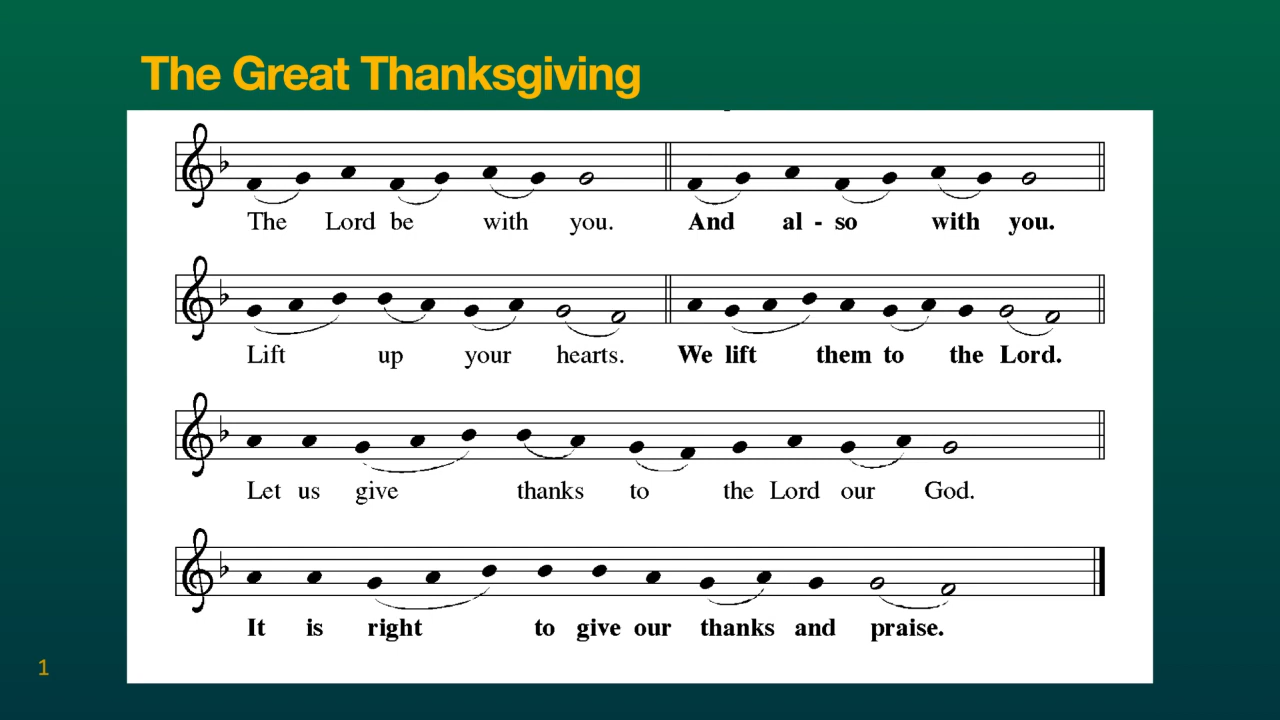 The Great Thanksgiving
The Lord be with you. And al - so with you.
Lift up your hearts. We lift them to the Lord.
Let us give thanks to the Lord our God.
It is right to give our thanks and praise.
1